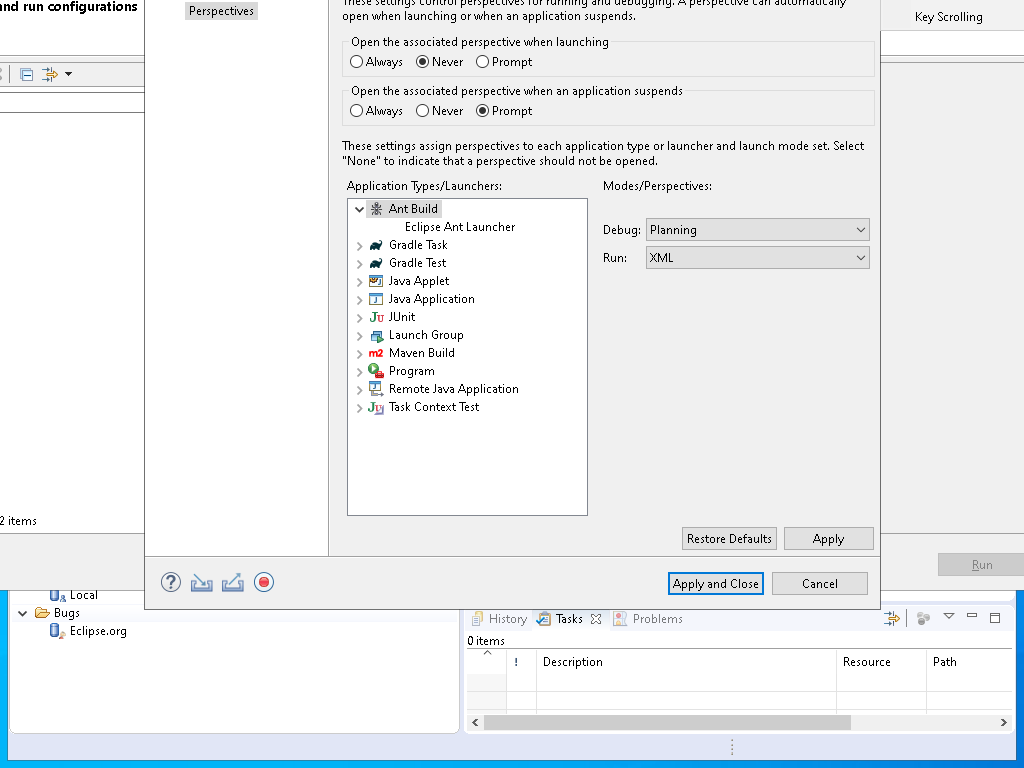 and run configurations
Perspectives
These settings control perspectives for running and debugging. A perspective can automatically
open when launching or when an application suspends.
Key Scrolling
Open the associated perspective when launching
Always Never Prompt
Open the associated perspective when an application suspends
Always Never Prompt
These settings assign perspectives to each application type or launcher and launch mode set. Select
"None" to indicate that a perspective should not be opened.
Application Types/Launchers:
Modes/Perspectives:
Ant Build
Eclipse Ant Launcher
Gradle Task
Gradle Test
Java Applet
Java Application
JUnit
Launch Group
Maven Build
Program
Remote Java Application
Task Context Test
Debug: Planning
Run: XML
2 items
Restore Defaults Apply
Apply and Close Cancel
Run
Local
Bugs
Eclipse.org
History Tasks Problems
0 items
! Description Resource Path